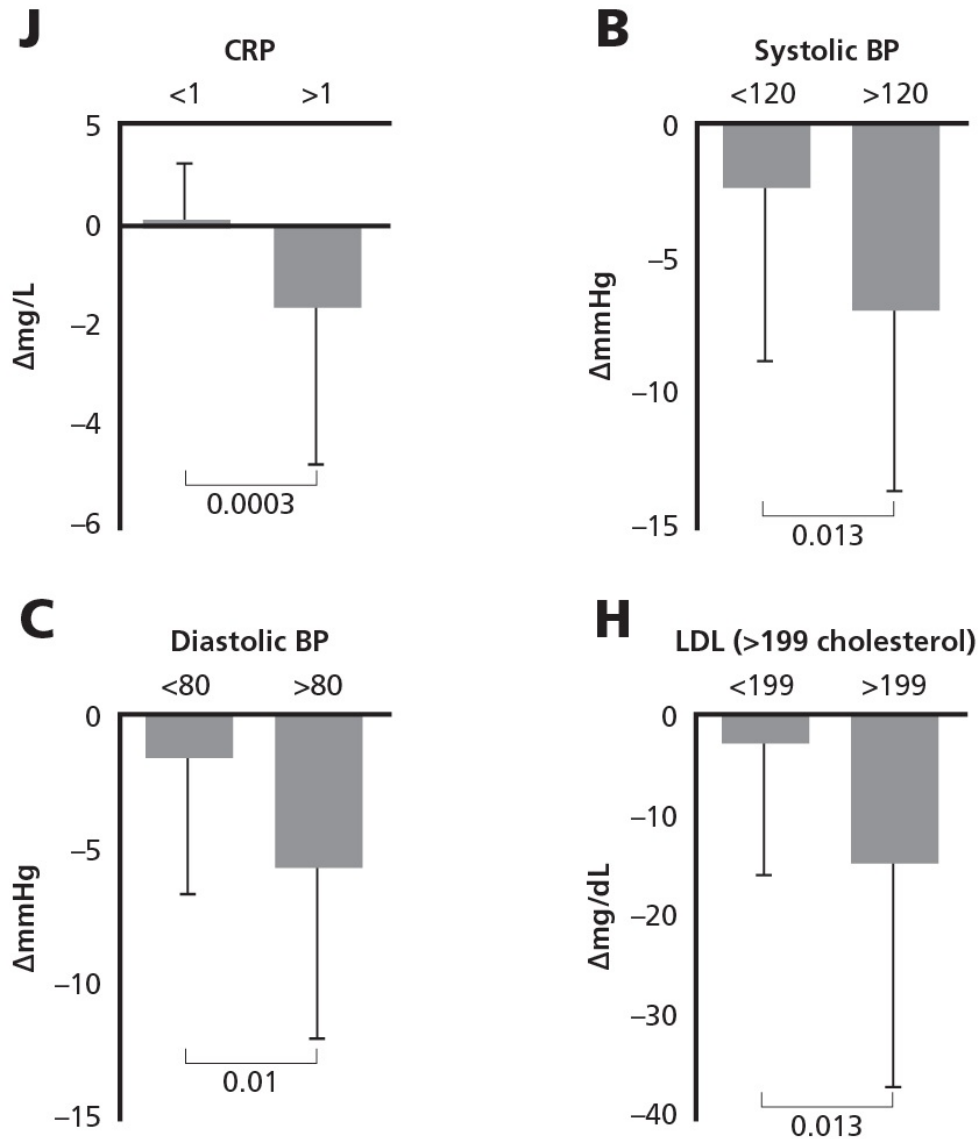 J
CRP
<1 >1
5
0
–2
–4
–6
Δmg/L
0.0003
B
Systolic BP
<120 >120
0
–5
–10
–15
ΔmmHg
0.013
C
Diastolic BP
<80 >80
0
–5
–10
–15
ΔmmHg
0.01
H
LDL (>199 cholesterol)
<199 >199
0
–10
–20
–30
–40
Δmg/dL
0.013